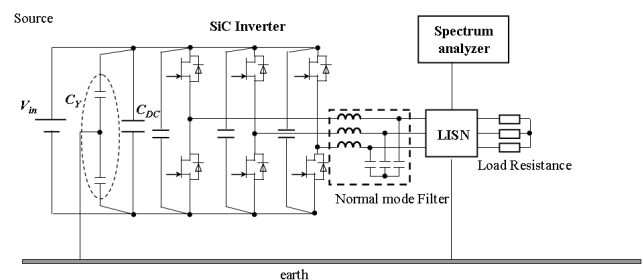 Source
SiC Inverter
Spectrum
analyzer
V_in
C_Y
C_DC
LISN
Load Resistance
Normal mode Filter
earth